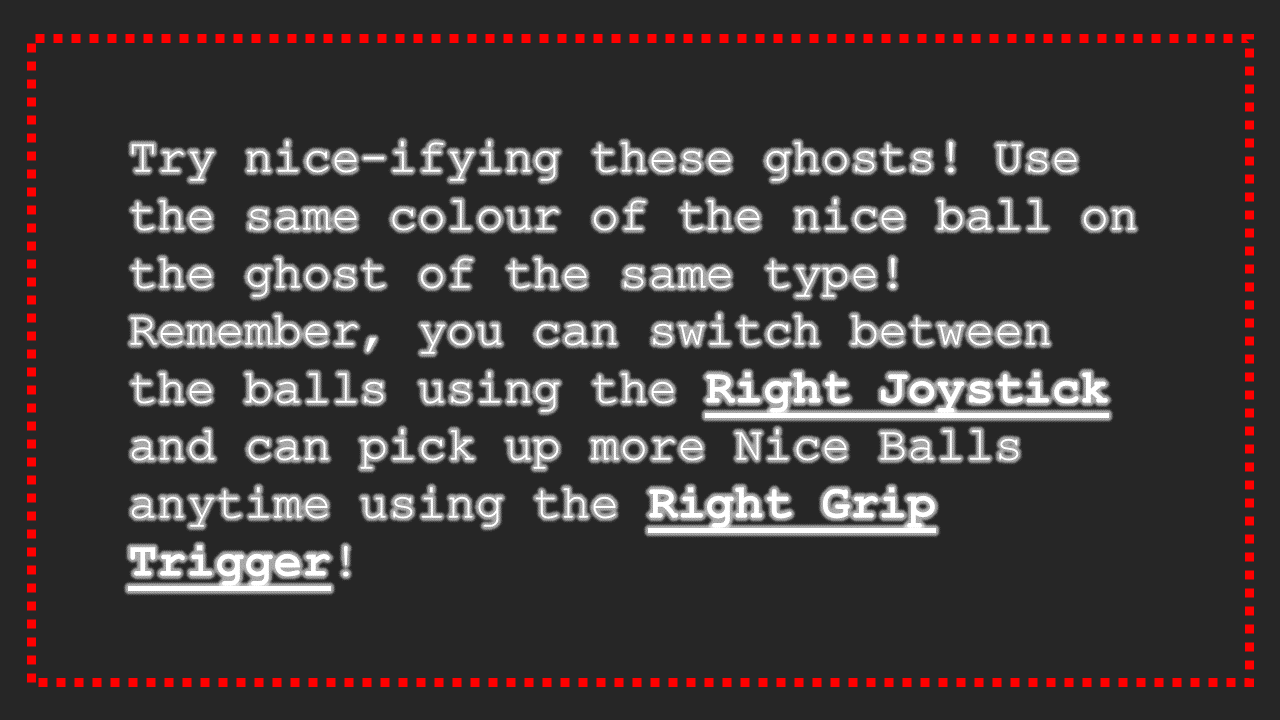 Try nice-ifying these ghosts! Use
the same colour of the nice ball on
the ghost of the same type!
Remember, you can switch between
the balls using the Right Joystick
and can pick up more Nice Balls
anytime using the Right Grip
Trigger!